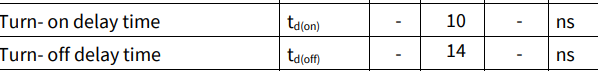 Turn- on delay time td(on) - 10 - ns
Turn- off delay time td(off) - 14 - ns